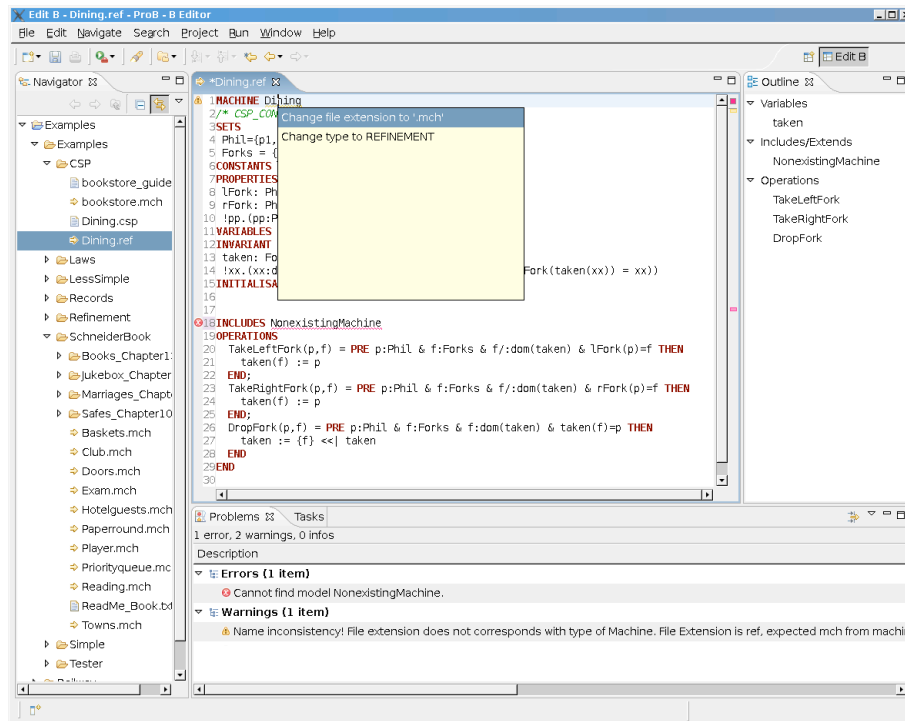 Edit B - Dining.ref - ProB - B Editor
File Edit Navigate Search Project Run Window Help
Edit B
Navigator
Examples
Examples
CSP
bookstore_guide
bookstore.mch
Dining.csp
Dining.ref
Laws
LessSimple
Records
Refinement
SchneiderBook
Books_Chapter1
Jukebox_Chapter
Marriages_Chapt
Safes_Chapter10
Baskets.mch
Club.mch
Doors.mch
Exam.mch
Hotelguests.mch
Paperround.mch
Player.mch
Priorityqueue.mc
Reading.mch
ReadMe_Book.txt
Towns.mch
Simple
Tester
*Dining.ref
1 MACHINE Dining
2 /* CSP_CON
3 SETS
4 Phil={p1,
5 Forks = {
6 CONSTANTS
7 PROPERTIES
8 lFork: Ph
9 rFork: Ph
10 !pp.(pp:P
11 VARIABLES
12 INVARIANT
13 taken: Fo
14 !xx.(xx:d Fork(taken(xx)) = xx))
15 INITIALISA
16
17
18 INCLUDES NonexistingMachine
19 OPERATIONS
20 TakeLeftFork(p,f) = PRE p:Phil & f:Forks & f/:dom(taken) & lFork(p)=f THEN
21 taken(f) := p
22 END;
23 TakeRightFork(p,f) = PRE p:Phil & f:Forks & f/:dom(taken) & rFork(p)=f THEN
24 taken(f) := p
25 END;
26 DropFork(p,f) = PRE p:Phil & f:Forks & f:dom(taken) & taken(f)=p THEN
27 taken := {f} <<| taken
28 END
29 END
30
Change file extension to '.mch'
Change type to REFINEMENT
Outline
Variables
taken
Includes/Extends
NonexistingMachine
Operations
TakeLeftFork
TakeRightFork
DropFork
Problems Tasks
1 error, 2 warnings, 0 infos
Description
Errors (1 item)
Cannot find model NonexistingMachine.
Warnings (1 item)
Name inconsistency! File extension does not corresponds with type of Machine. File Extension is ref, expected mch from machi